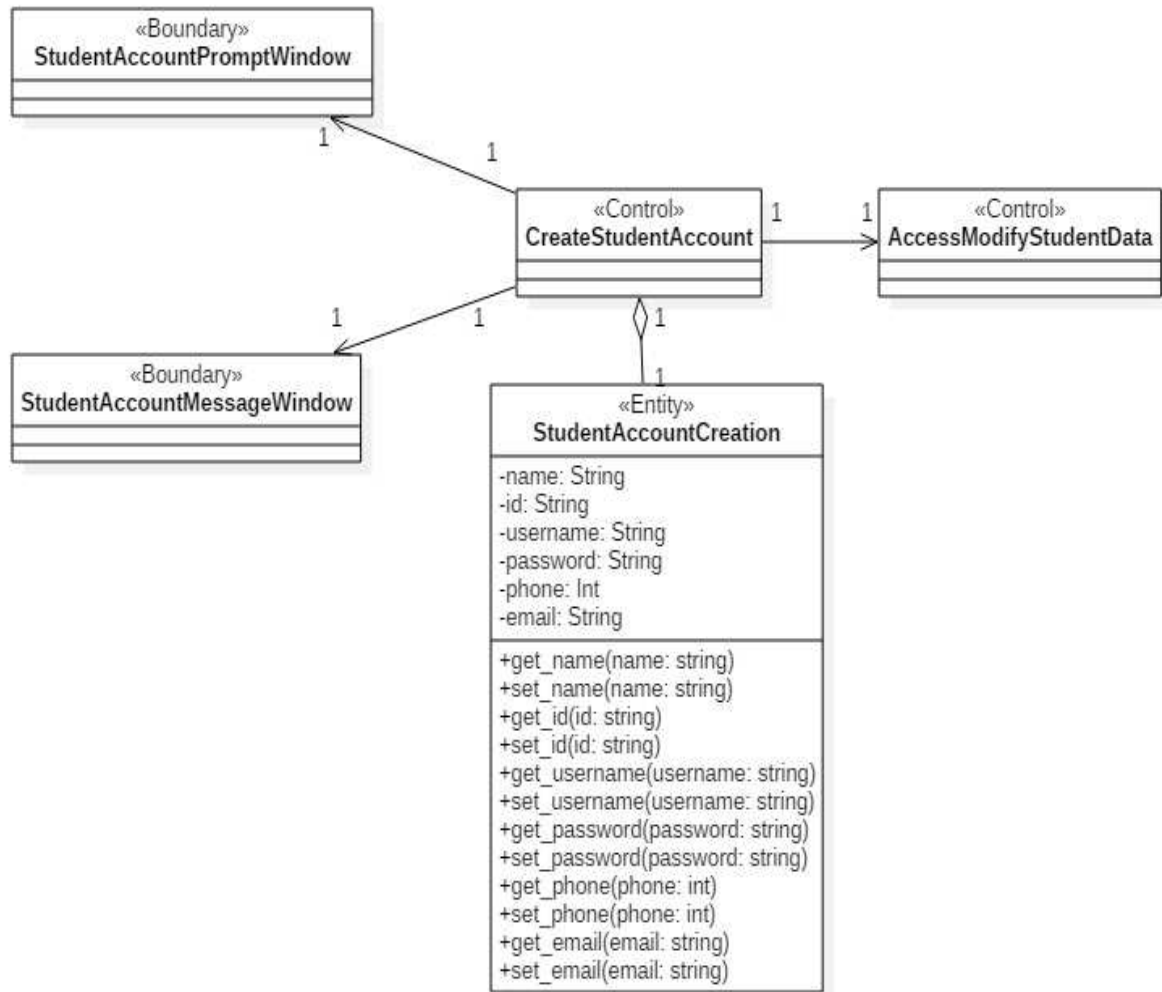 «Boundary»
StudentAccountPromptWindow
1
1
«Control»
CreateStudentAccount
1
1
«Control»
AccessModifyStudentData
1
1
1
«Boundary»
StudentAccountMessageWindow
1
«Entity»
StudentAccountCreation
-name: String
-id: String
-username: String
-password: String
-phone: Int
-email: String
+get_name(name: string)
+set_name(name: string)
+get_id(id: string)
+set_id(id: string)
+get_username(username: string)
+set_username(username: string)
+get_password(password: string)
+set_password(password: string)
+get_phone(phone: int)
+set_phone(phone: int)
+get_email(email: string)
+set_email(email: string)